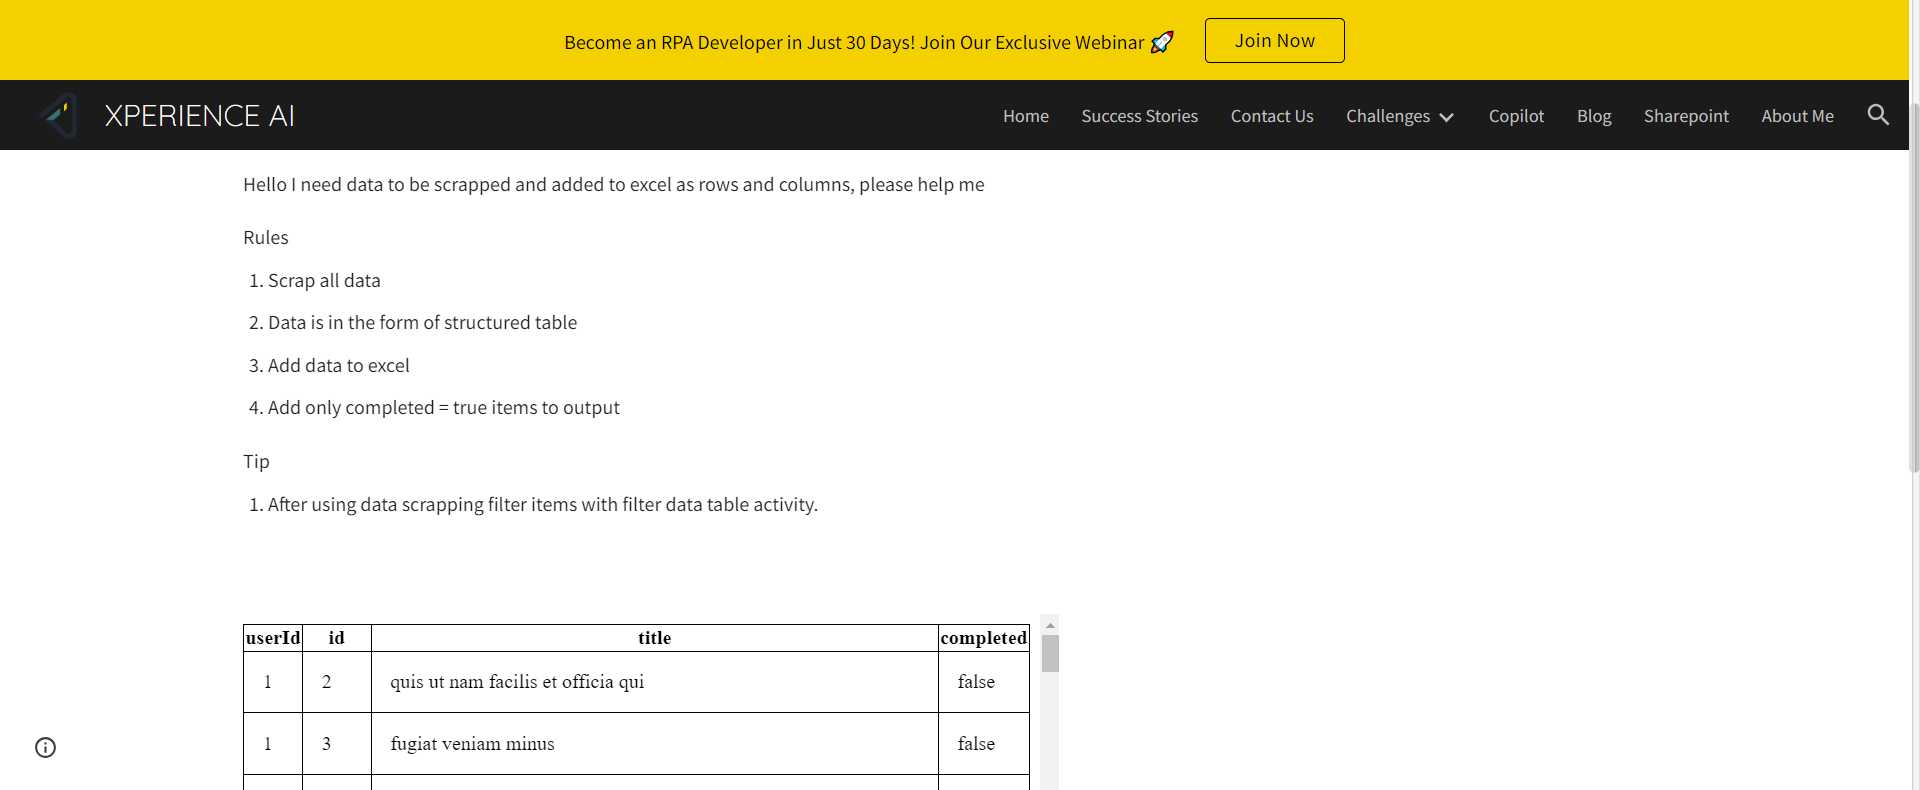 Become an RPA Developer in Just 30 Days! Join Our Exclusive Webinar 🚀 Join Now
XPERIENCE AI Home Success Stories Contact Us Challenges Copilot Blog Sharepoint About Me
Hello I need data to be scrapped and added to excel as rows and columns, please help me
Rules
1. Scrap all data
2. Data is in the form of structured table
3. Add data to excel
4. Add only completed = true items to output
Tip
1. After using data scrapping filter items with filter data table activity.
userId id title completed
1 2 quis ut nam facilis et officia qui false
1 3 fugiat veniam minus false